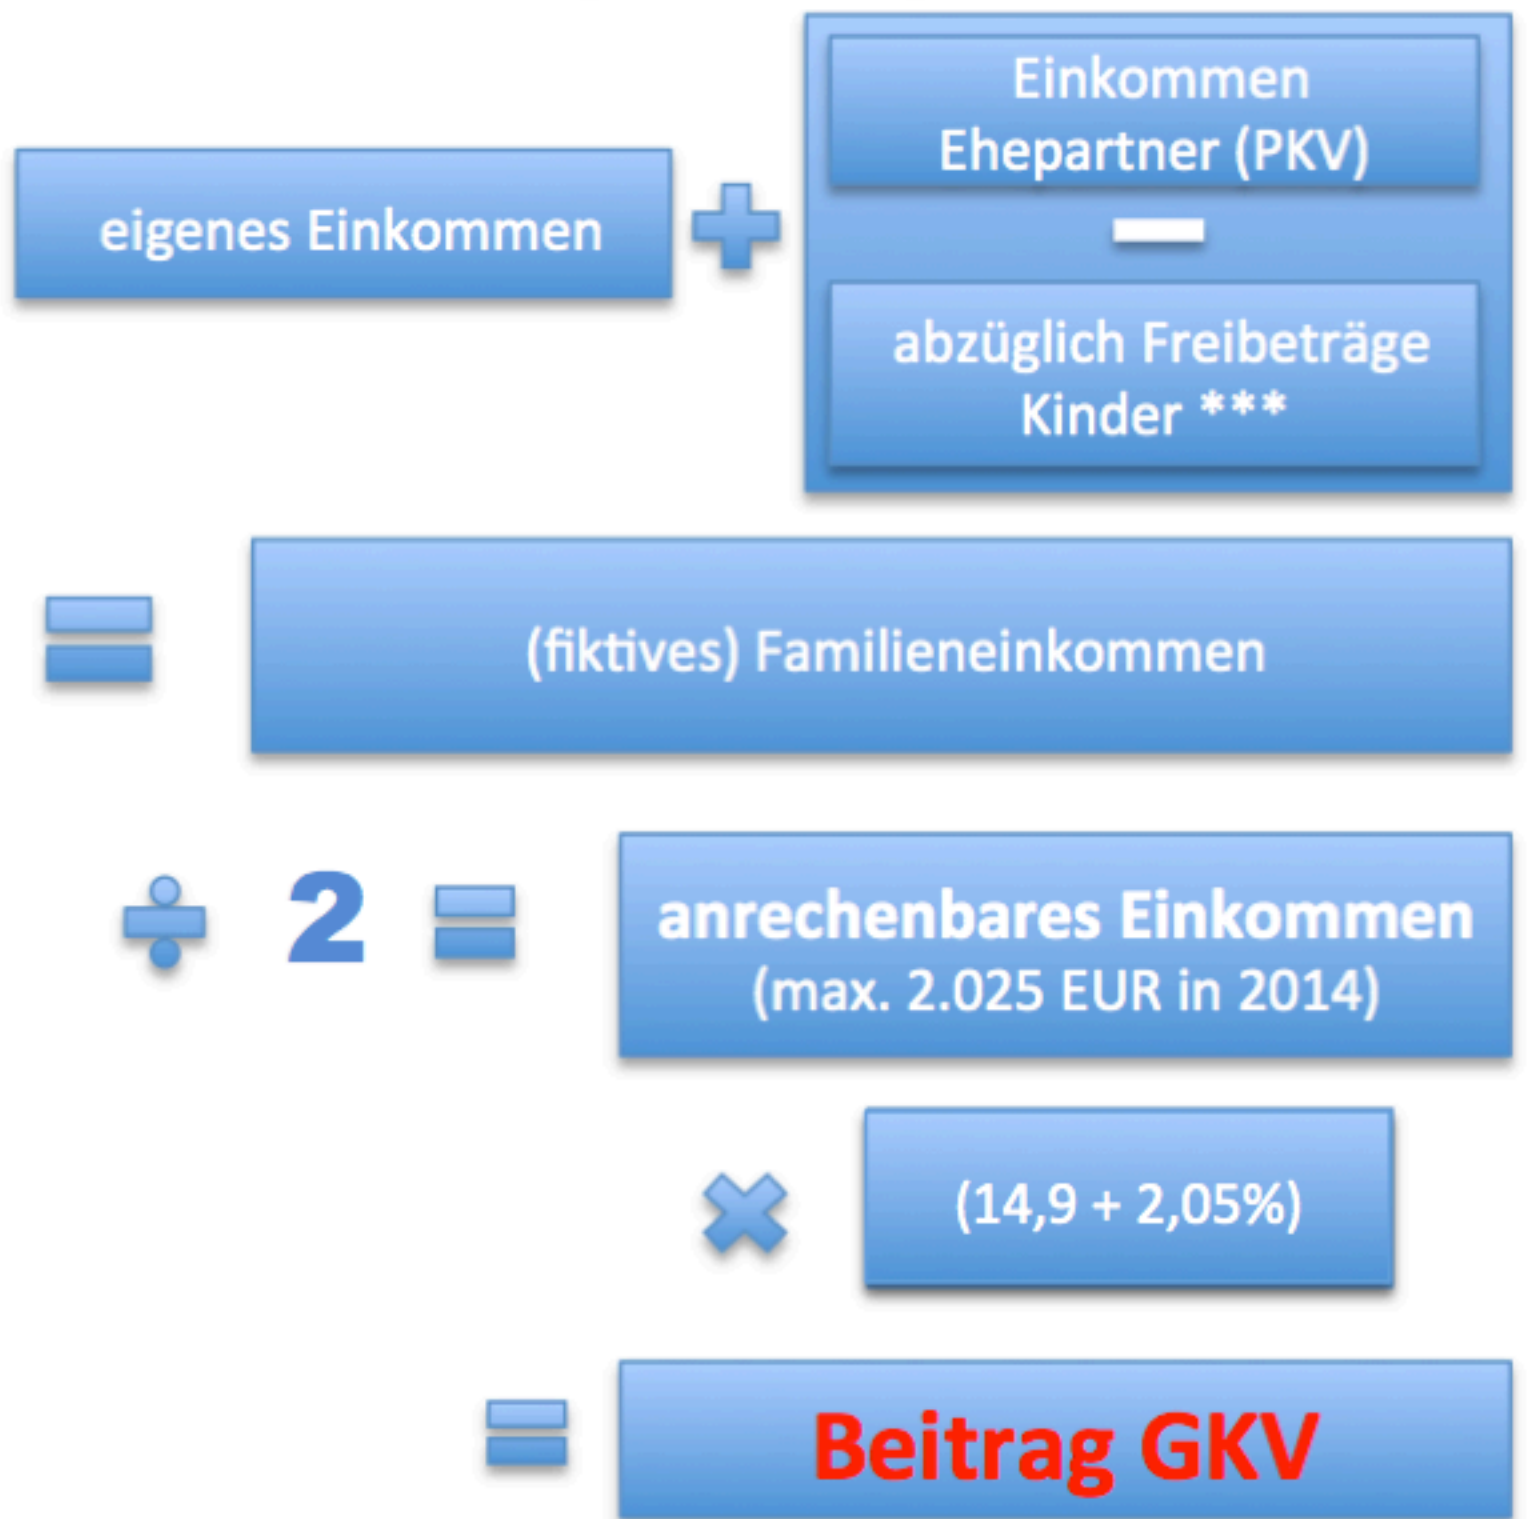 Einkommen
Ehepartner (PKV)
eigenes Einkommen
abzüglich Freibeträge
Kinder ***
(fiktives) Familieneinkommen
2
anrechenbares Einkommen
(max. 2.025 EUR in 2014)
(14,9 + 2,05%)
Beitrag GKV